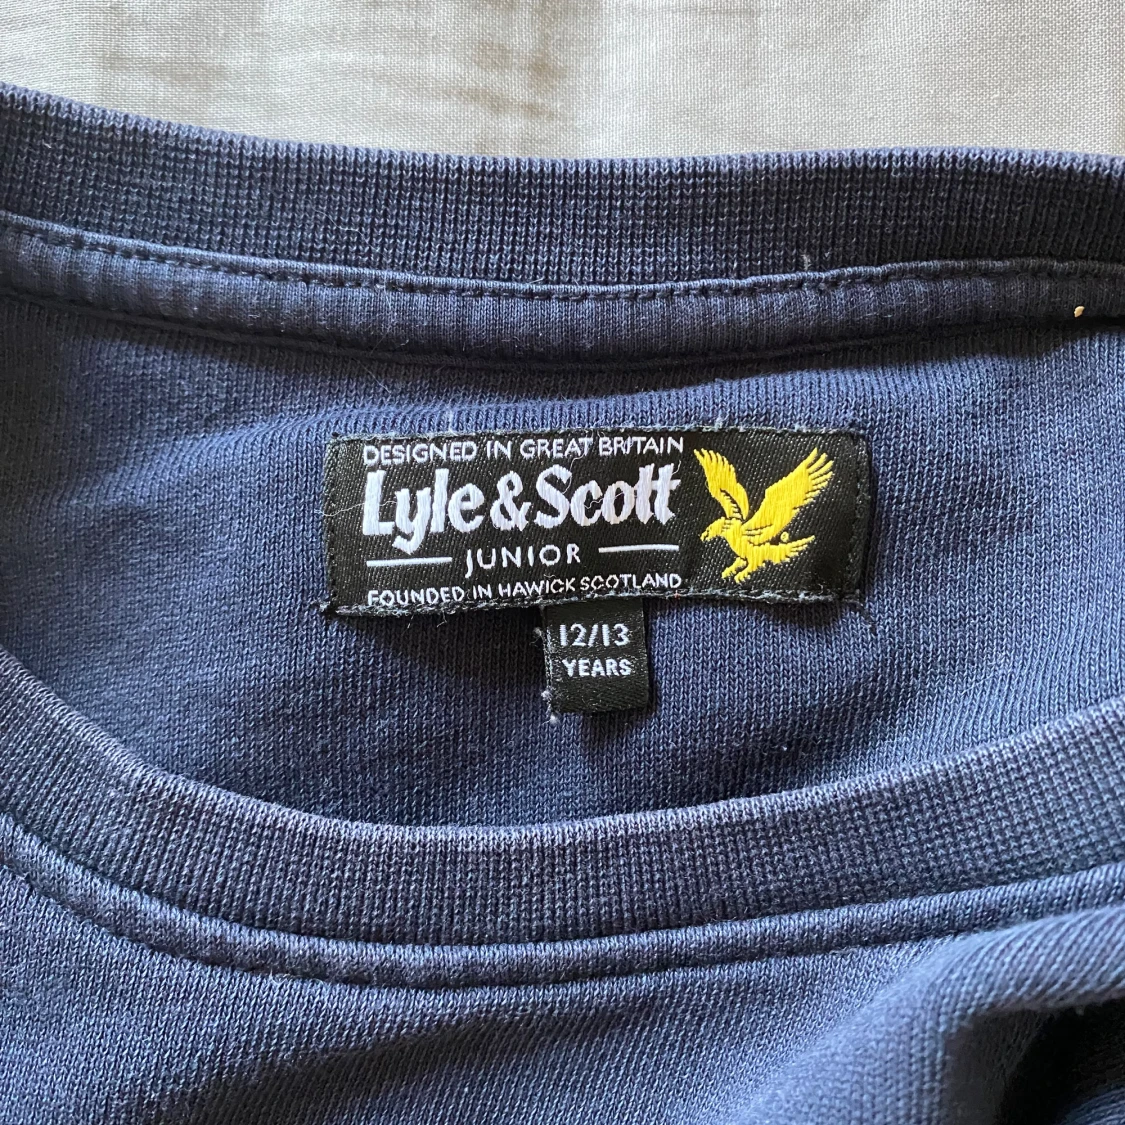 DESIGNED IN GREAT BRITAIN
Lyle & Scott
JUNIOR
FOUNDED IN HAWICK SCOTLAND
12/13
YEARS